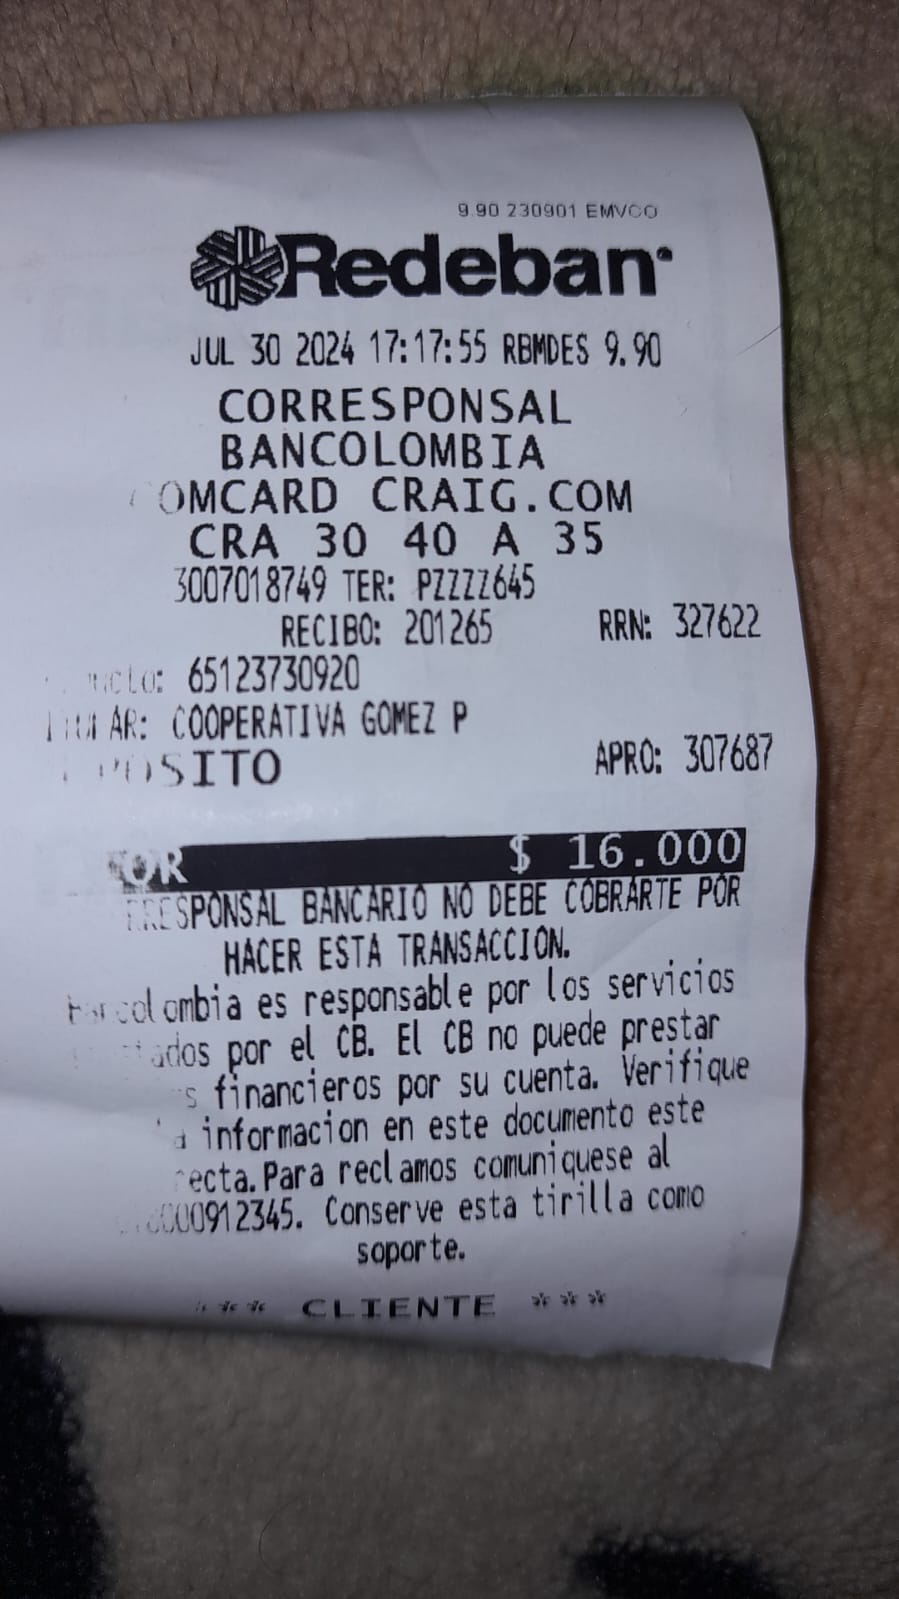 9.90 230901 EMVCO
Redeban
JUL 30 2024 17:17:55 RBMDES 9.90
CORRESPONSAL
BANCOLOMBIA
OMCARD CRAIG.COM
CRA 30 40 A 35
3007018749 TER: PZZZZ645
RECIBO: 201265 RRN: 327622
65123730920
COOPERATIVA GOMEZ P
APRO: 307687
$ 16.000
BANCARIO NO DEBE COBRARTE POR
HACER ESTA TRANSACCION.
es responsable por los servicios
por el CB. El CB no puede prestar
financieros por su cuenta. Verifique
informacion en este documento este
Para reclamos comuniquese al
Conserve esta tirilla como
soporte.
*** CLIENTE ***